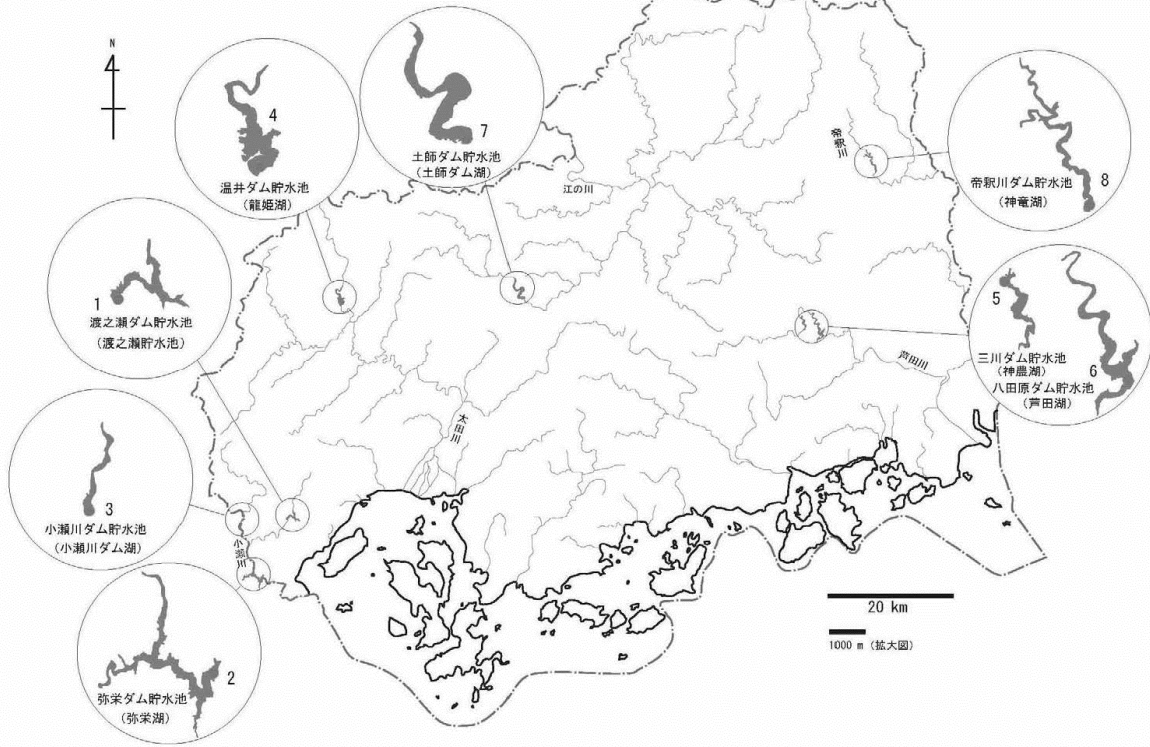 N
4
温井ダム貯水池
(龍姫湖)
7
土師ダム貯水池
(土師ダム湖)
江の川
帝釈川
帝釈川ダム貯水池
8
(神竜湖)
1
渡之瀬ダム貯水池
(渡之瀬貯水池)
5
三川ダム貯水池
(神農湖)
6
八田原ダム貯水池
(芦田湖)
芦田川
太田川
3
小瀬川ダム貯水池
(小瀬川ダム湖)
小瀬川
2
弥栄ダム貯水池
(弥栄湖)
20 km
1000 m (拡大図)